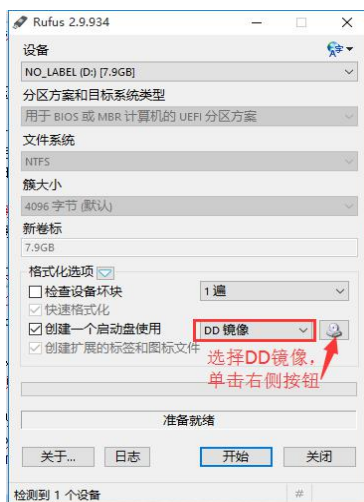 Rufus 2.9.934
设备
NO_LABEL (D:) [7.9GB]
分区方案和目标系统类型
用于 BIOS 或 MBR 计算机的 UEFI 分区方案
文件系统
NTFS
簇大小
4096 字节 (默认)
新卷标
7.9GB
格式化选项
检查设备坏块 1 遍
快速格式化
创建一个启动盘使用 DD 镜像
创建扩展的标签和图标文件
选择DD镜像,
单击右侧按钮
准备就绪
关于... 日志 开始 关闭
检测到 1 个设备 #